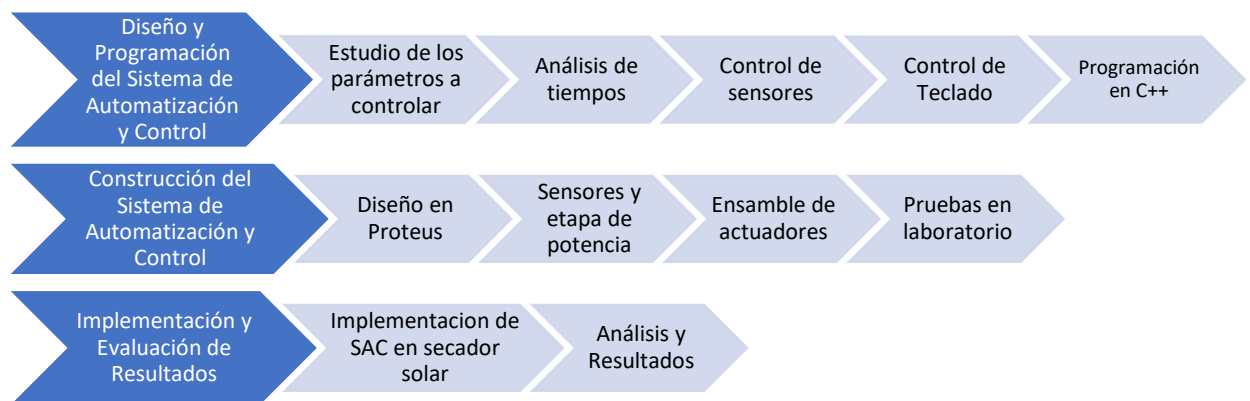 Diseño y
Programación
del Sistema de
Automatización
y Control
Estudio de los
parámetros a
controlar
Análisis de
tiempos
Control de
sensores
Control de
Teclado
Programación
en C++
Construcción del
Sistema de
Automatización y
Control
Diseño en
Proteus
Sensores y
etapa de
potencia
Ensamble de
actuadores
Pruebas en
laboratorio
Implementación y
Evaluación de
Resultados
Implementacion de
SAC en secador
solar
Análisis y
Resultados